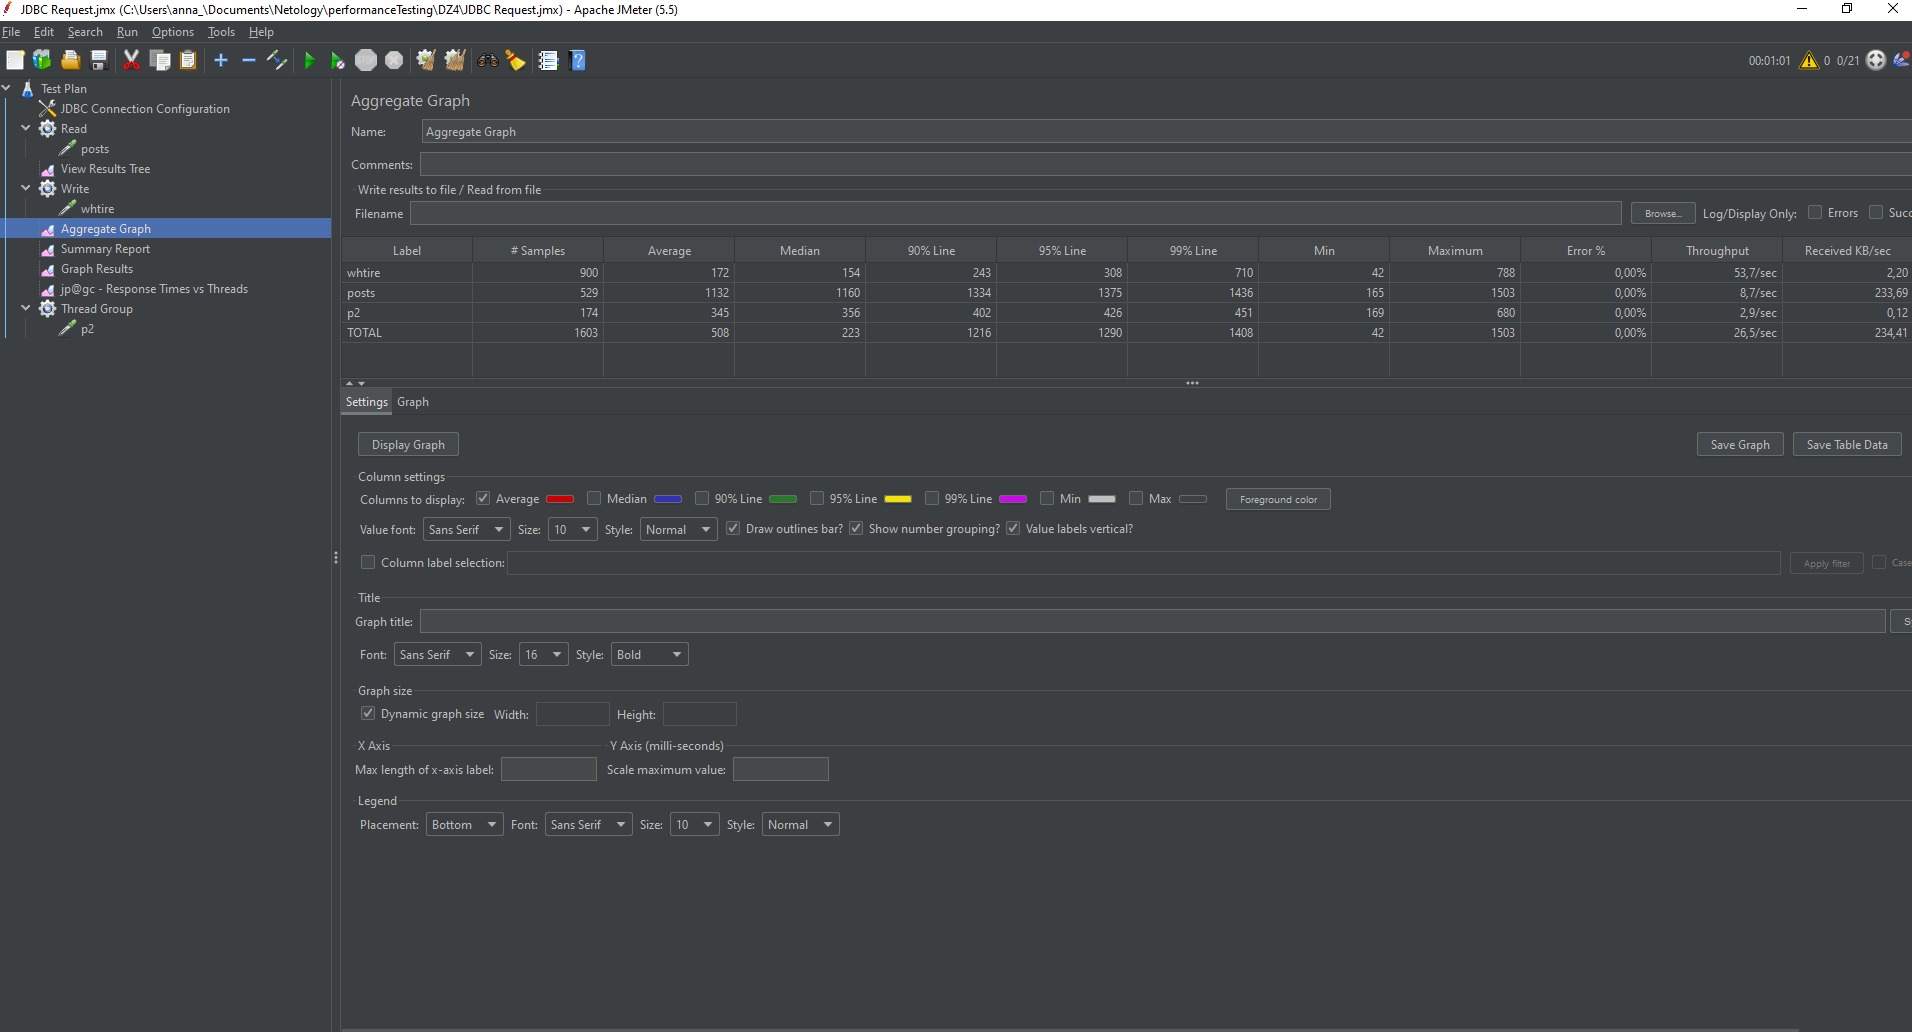 JDBC Request.jmx (C:\Users\anna_\Documents\Netology\performanceTesting\DZ4\JDBC Request.jmx) - Apache JMeter (5.5)
File Edit Search Run Options Tools Help
00:01:01 0 0/21
Test Plan
JDBC Connection Configuration
Read
posts
View Results Tree
Write
whtire
Aggregate Graph
Summary Report
Graph Results
jp@gc - Response Times vs Threads
Thread Group
p2
Aggregate Graph
Name: Aggregate Graph
Comments:
Write results to file / Read from file
Filename Browse... Log/Display Only: Errors Succ
Label # Samples Average Median 90% Line 95% Line 99% Line Min Maximum Error % Throughput Received KB/sec
whtire 900 172 154 243 308 710 42 788 0,00% 53,7/sec 2,20
posts 529 1132 1160 1334 1375 1436 165 1503 0,00% 8,7/sec 233,69
p2 174 345 356 402 426 451 169 680 0,00% 2,9/sec 0,12
TOTAL 1603 508 223 1216 1290 1408 42 1503 0,00% 26,5/sec 234,41
Settings Graph
Display Graph Save Graph Save Table Data
Column settings
Columns to display: Average Median 90% Line 95% Line 99% Line Min Max Foreground color
Value font: Sans Serif Size: 10 Style: Normal Draw outlines bar? Show number grouping? Value labels vertical?
Column label selection: Apply filter Case
Title
Graph title: S
Font: Sans Serif Size: 16 Style: Bold
Graph size
Dynamic graph size Width: Height:
X Axis Y Axis (milli-seconds)
Max length of x-axis label: Scale maximum value:
Legend
Placement: Bottom Font: Sans Serif Size: 10 Style: Normal